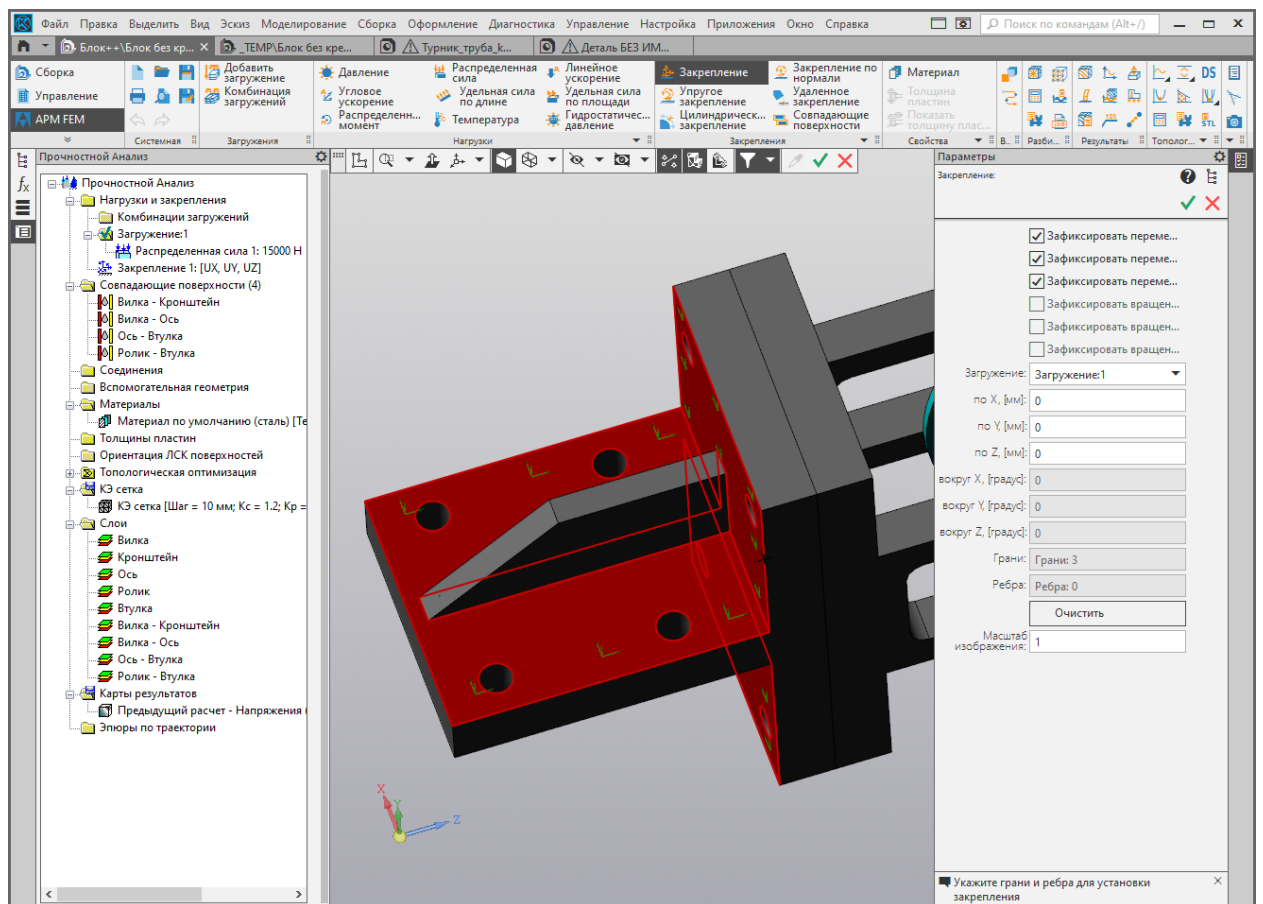 Файл Правка Выделить Вид Эскиз Моделирование Сборка Оформление Диагностика Управление Настройка Приложения Окно Справка
Поиск по командам (Alt+/)
Блок++\Блок без кр...
_TEMP\Блок без кре...
Турник_труба_k...
Деталь БЕЗ ИМ...
Сборка
Управление
APM FEM
Системная
Добавить
загружение
Комбинация
загружений
Загружения
Давление
Угловое
ускорение
Распределенн...
момент
Распределенная
сила
Удельная сила
по длине
Температура
Линейное
ускорение
Удельная сила
по площади
Гидростатичес...
давление
Нагрузки
Закрепление
Упругое
закрепление
Цилиндрическ...
закрепление
Закрепление по
нормали
Удаленное
закрепление
Совпадающие
поверхности
Закрепления
Материал
Толщина
пластин
Показать
толщину плас...
Свойства
В...
Разби...
Результаты
Тополог...
DS
STL
Прочностной Анализ
Прочностной Анализ
Нагрузки и закрепления
Комбинации загружений
Загружение:1
Распределенная сила 1: 15000 Н
Закрепление 1: [UX, UY, UZ]
Совпадающие поверхности (4)
Вилка - Кронштейн
Вилка - Ось
Ось - Втулка
Ролик - Втулка
Соединения
Вспомогательная геометрия
Материалы
Материал по умолчанию (сталь) [Те
Толщины пластин
Ориентация ЛСК поверхностей
Топологическая оптимизация
КЭ сетка
КЭ сетка [Шаг = 10 мм; Кс = 1.2; Кр =
Слои
Вилка
Кронштейн
Ось
Ролик
Втулка
Вилка - Кронштейн
Вилка - Ось
Ось - Втулка
Ролик - Втулка
Карты результатов
Предыдущий расчет - Напряжения
Эпюры по траектории
X
Y
Z
Параметры
Закрепление:
Зафиксировать переме...
Зафиксировать переме...
Зафиксировать переме...
Зафиксировать вращен...
Зафиксировать вращен...
Зафиксировать вращен...
Загружение: Загружение:1
по X, [мм]: 0
по Y, [мм]: 0
по Z, [мм]: 0
вокруг X, [градус]: 0
вокруг Y, [градус]: 0
вокруг Z, [градус]: 0
Грани: Грани: 3
Ребра: Ребра: 0
Очистить
Масштаб
изображения: 1
Укажите грани и ребра для установки
закрепления